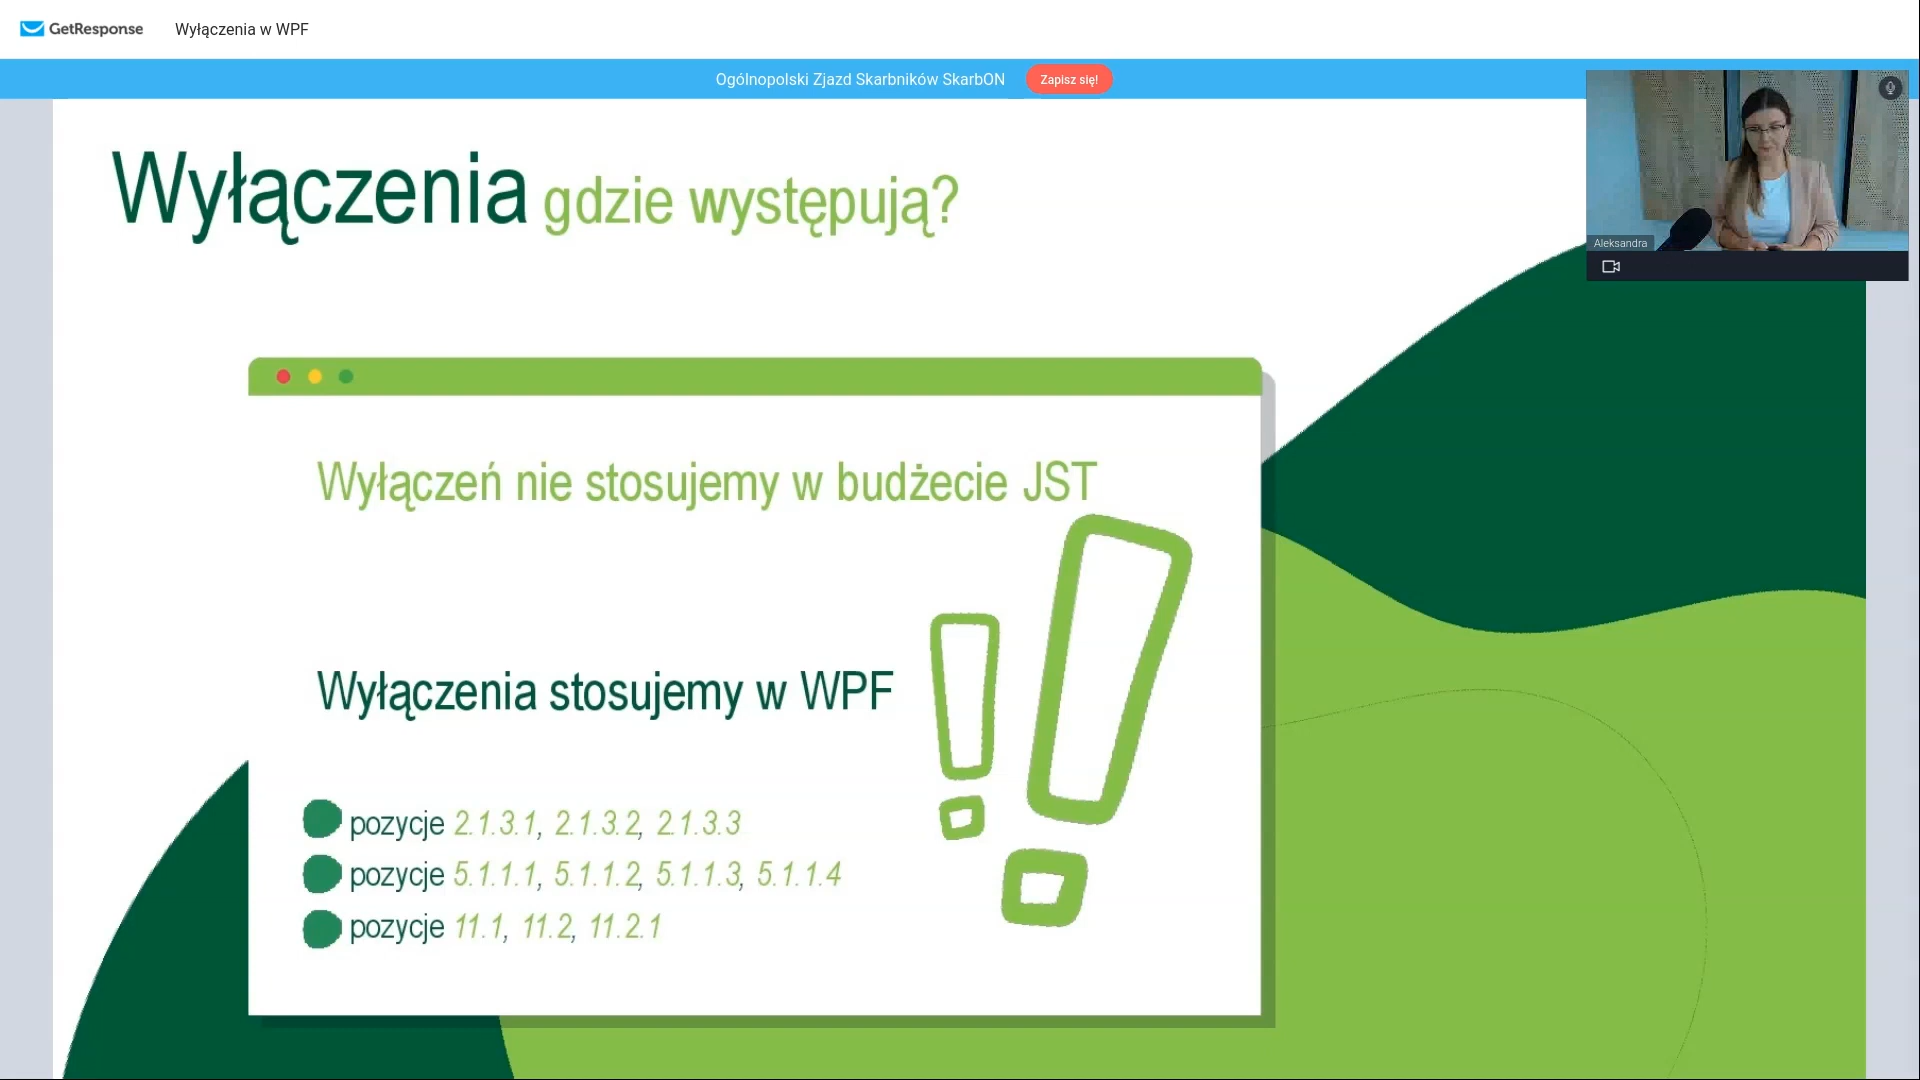 GetResponse
Wyłączenia w WPF
Ogólnopolski Zjazd Skarbników SkarbON
Zapisz się!
Aleksandra
Wyłączenia gdzie występują?
Wyłączeń nie stosujemy w budżecie JST
Wyłączenia stosujemy w WPF
pozycje 2.1.3.1, 2.1.3.2, 2.1.3.3
pozycje 5.1.1.1, 5.1.1.2, 5.1.1.3, 5.1.1.4
pozycje 11.1, 11.2, 11.2.1